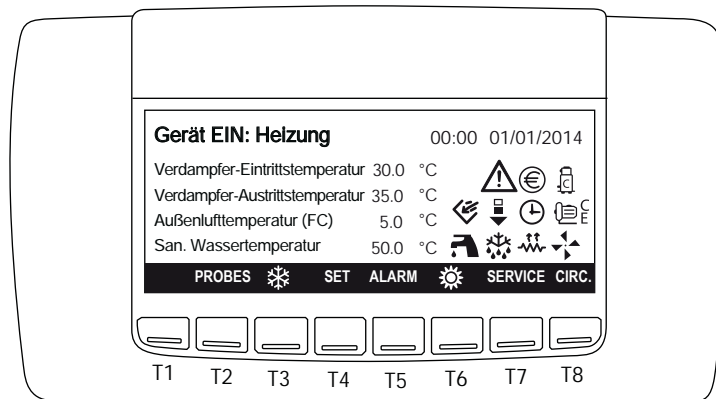 Gerät EIN: Heizung 00:00 01/01/2014
Verdampfer-Eintrittstemperatur 30.0 °C
Verdampfer-Austrittstemperatur 35.0 °C
Außenlufttemperatur (FC) 5.0 °C
San. Wassertemperatur 50.0 °C
€ C
C
E
PROBES SET ALARM SERVICE CIRC.
T1 T2 T3 T4 T5 T6 T7 T8